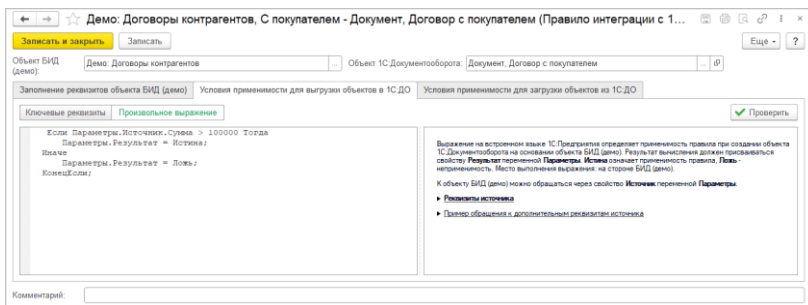 Демо: Договоры контрагентов, С покупателем - Документ, Договор с покупателем (Правило интеграции с 1...
Записать и закрыть Записать Еще ?
Объект БИД (демо): Демо: Договоры контрагентов ... Объект 1С:Документооборота: Документ, Договор с покупателем ...
Заполнение реквизитов объекта БИД (демо) Условия применимости для выгрузки объектов в 1С:ДО Условия применимости для загрузки объектов из 1С:ДО
Ключевые реквизиты Произвольное выражение Проверить
Если Параметры.Источник.Сумма > 100000 Тогда
Параметры.Результат = Истина;
Иначе
Параметры.Результат = Ложь;
КонецЕсли;
Выражение на встроенном языке 1С:Предприятия определяет применимость правила при создании объекта
1С:Документооборота на основании объекта БИД (демо). Результат вычисления должен присваиваться
свойству Результат переменной Параметры. Истина означает применимость правила, Ложь -
неприменимость. Место выполнения выражения: на стороне БИД (демо).
К объекту БИД (демо) можно обращаться через свойство Источник переменной Параметры.
Реквизиты источника
Пример обращения к дополнительным реквизитам источника
Комментарий: